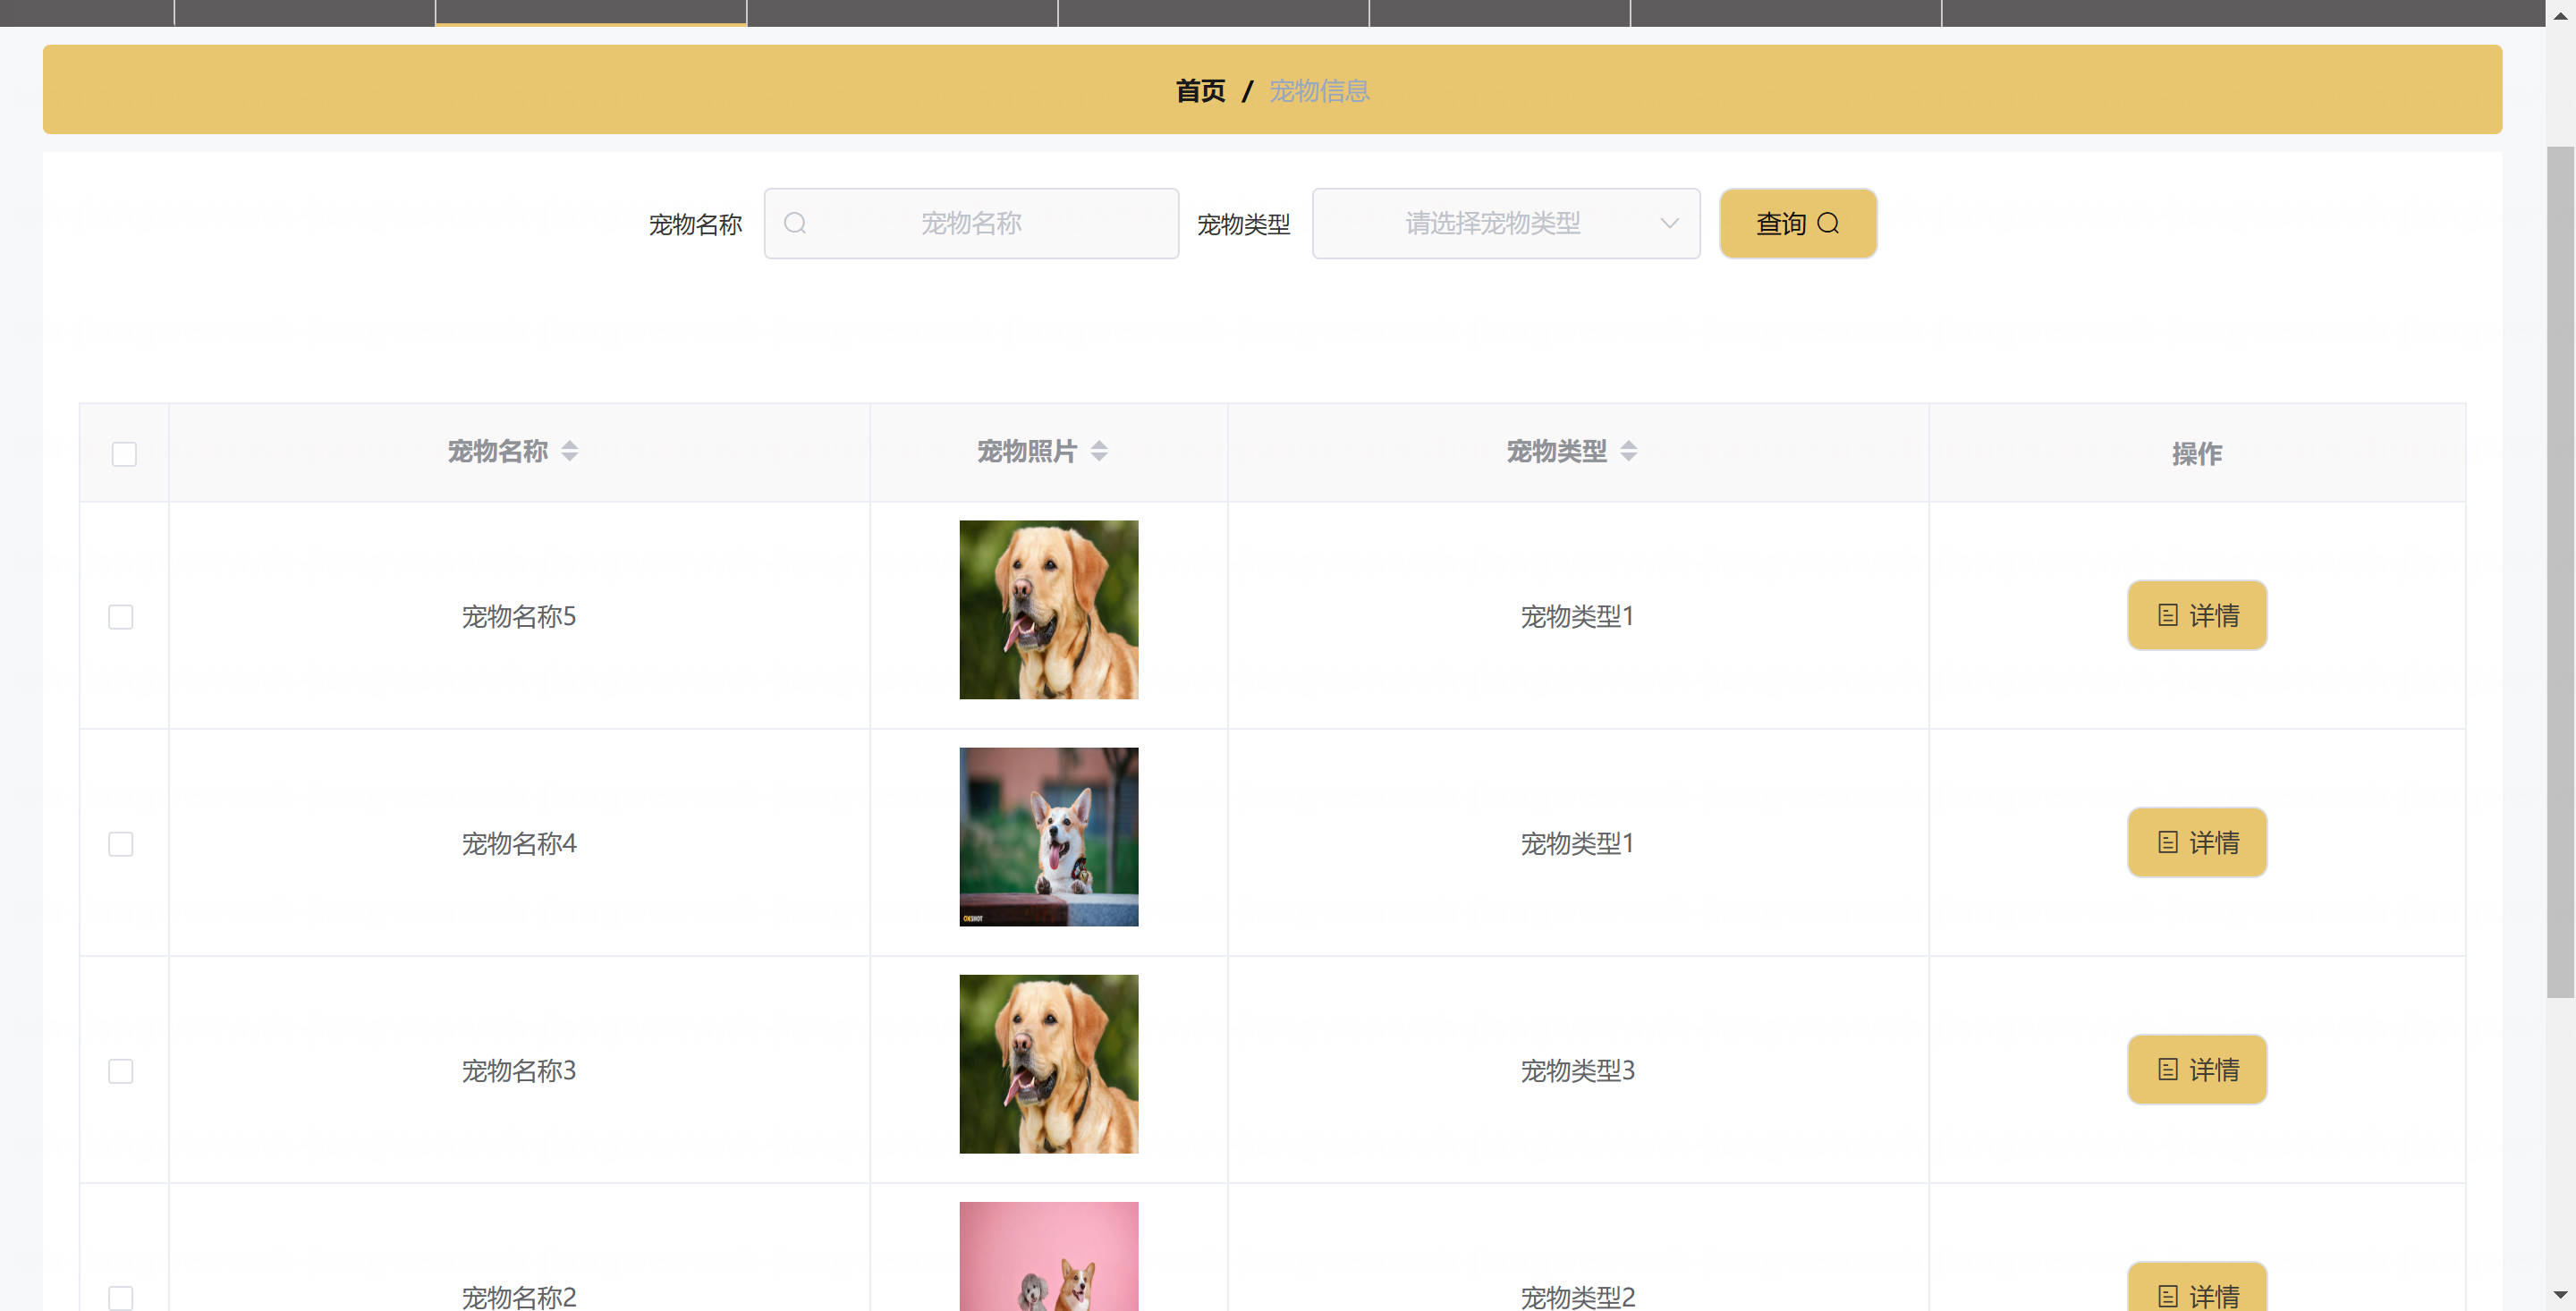 首页 / 宠物信息
宠物名称 宠物名称 宠物类型 请选择宠物类型 查询
宠物名称 宠物照片 宠物类型 操作
宠物名称5 宠物类型1 详情
宠物名称4 宠物类型1 详情
宠物名称3 宠物类型3 详情
宠物名称2 宠物类型2 详情